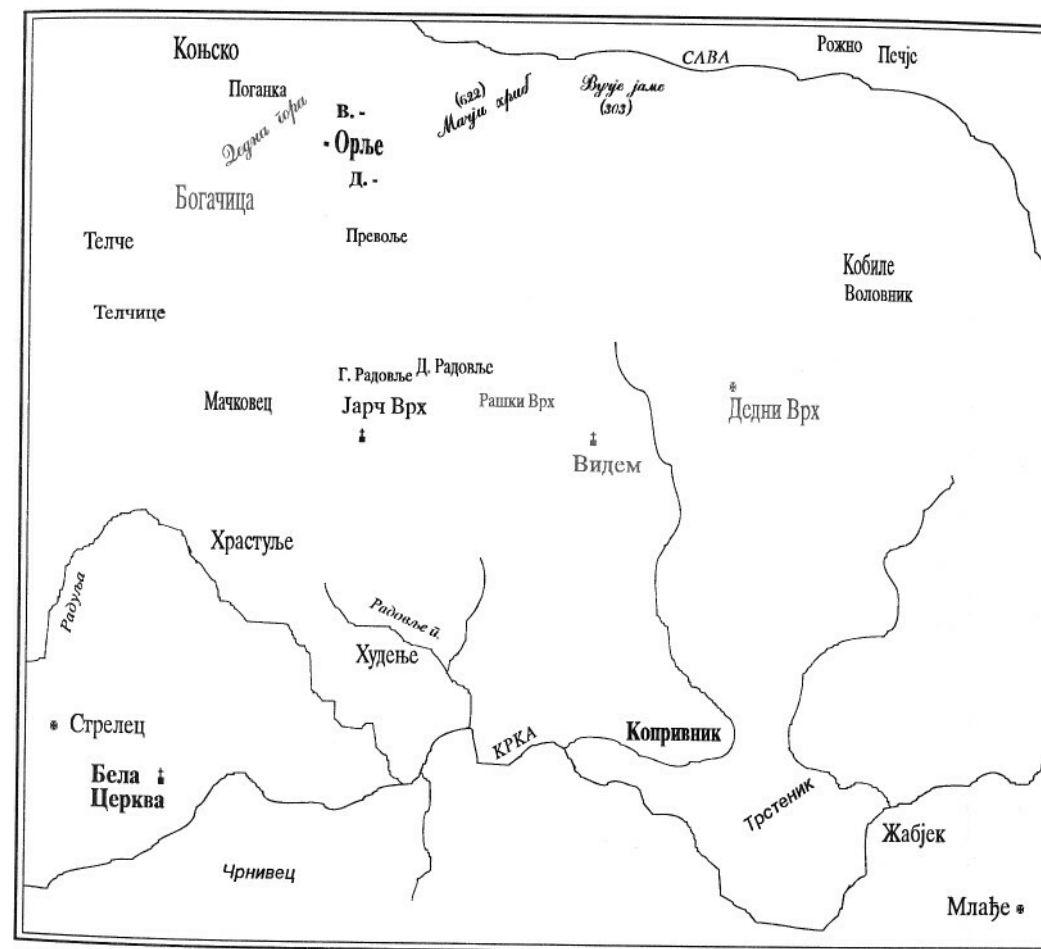 Коњско
САВА
Рожно
Печје
Поганка
Дедна гора
В. -
- Орље
Д. -
(622)
Мачји хриб
Вучје јаме
(303)
Богачица
Телче
Превоље
Кобиле
Воловник
Телчице
Г. Радовље
Д. Радовље
Мачковец
Јарч Врх
Рашки Врх
Дедни Врх
Видем
Храстуље
Радуља
Радовље п.
Худење
Стрелец
КРКА
Копривник
Бела
Церква
Трстеник
Жабјек
Чрнивец
Млађе